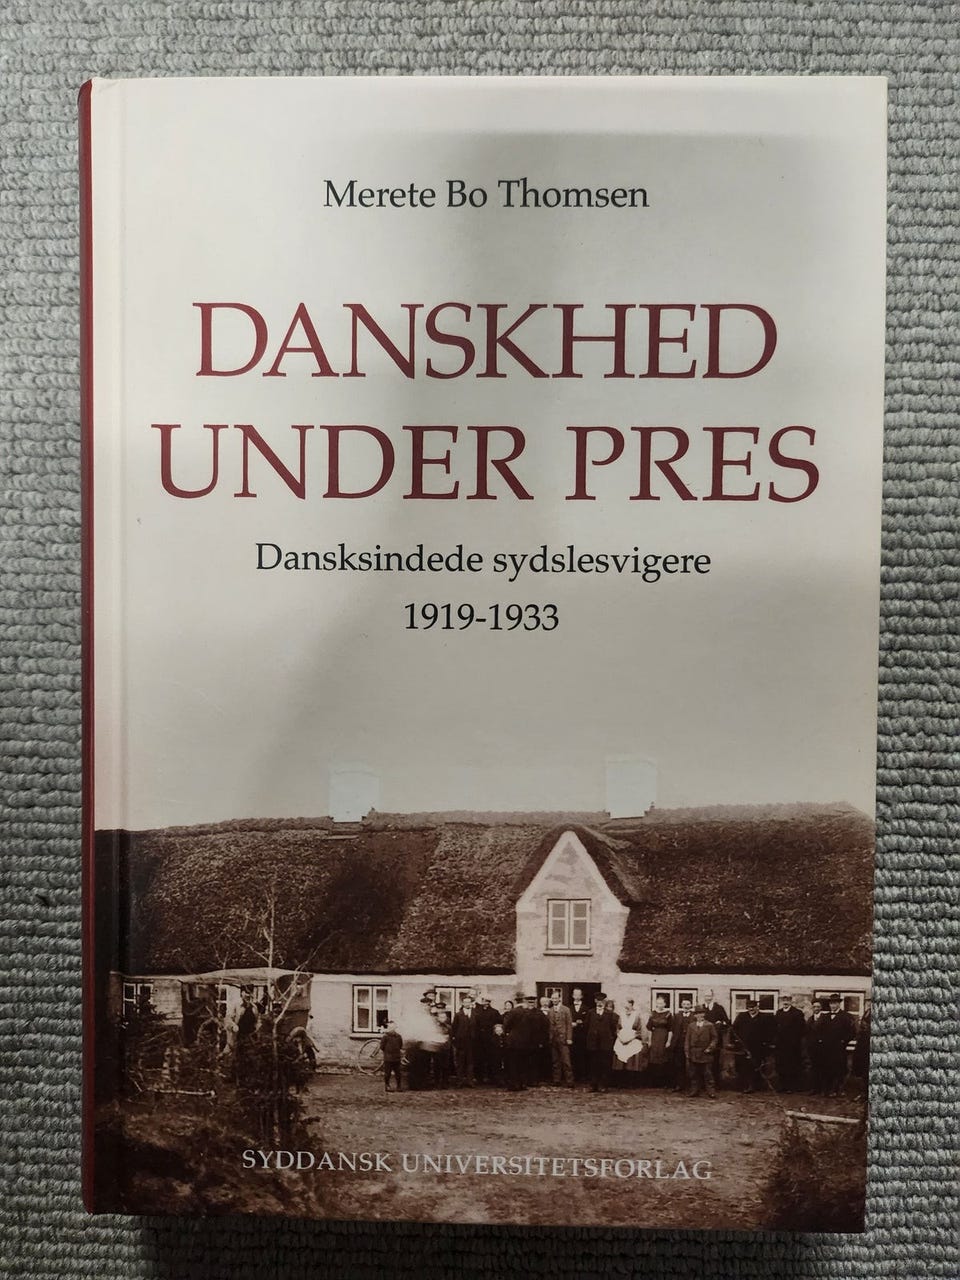 Merete Bo Thomsen
DANSKHED
UNDER PRES
Dansksindede sydslesvigere
1919-1933
SYDDANSK UNIVERSITETSFORLAG